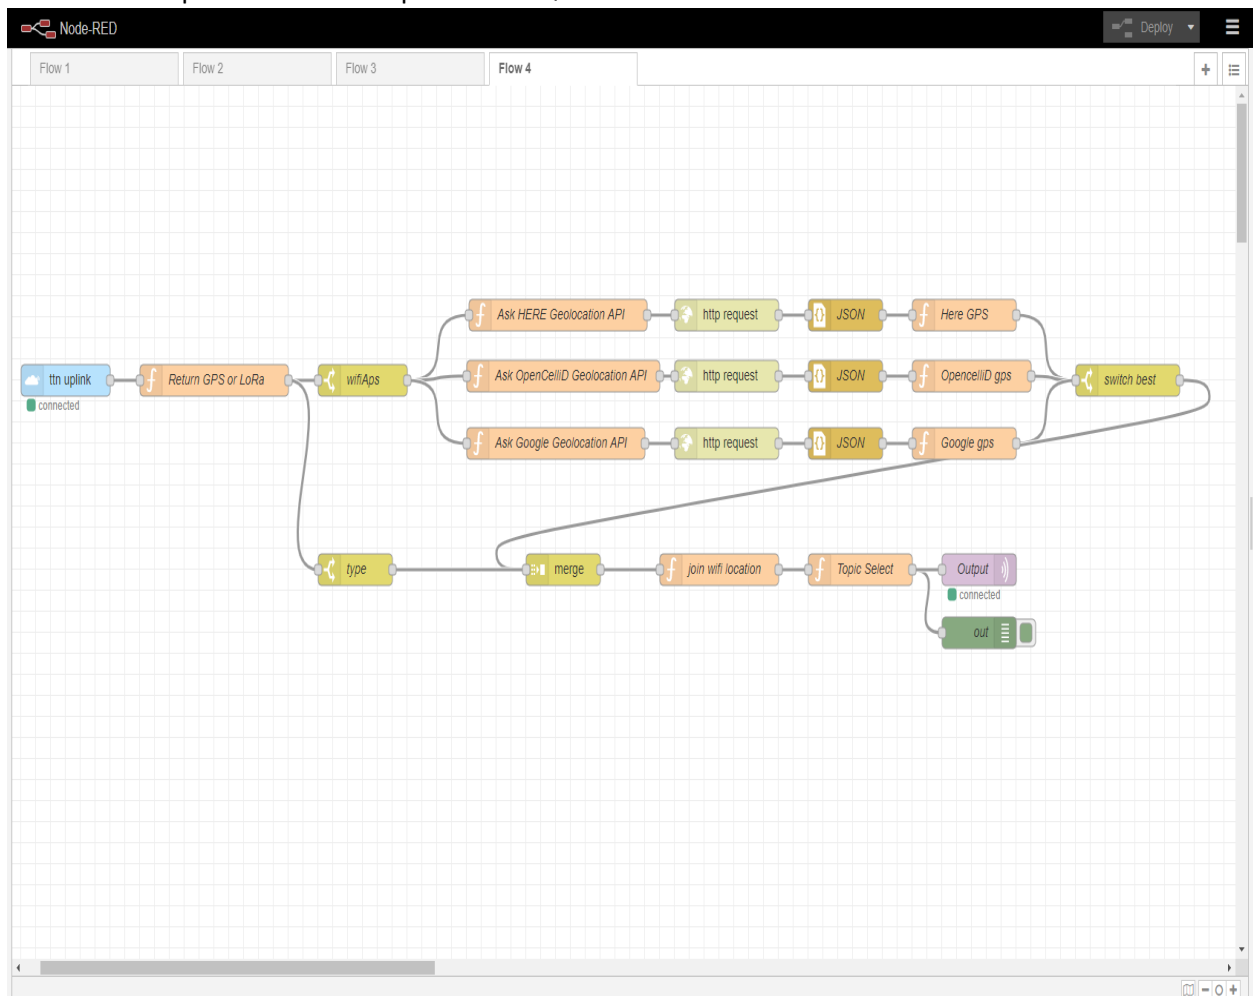 Node-RED
Deploy
Flow 1
Flow 2
Flow 3
Flow 4
Ask HERE Geolocation API
http request
JSON
Here GPS
ttn uplink
Return GPS or LoRa
wifiAps
Ask OpenCelliD Geolocation API
http request
JSON
OpencelliD gps
switch best
connected
Ask Google Geolocation API
http request
JSON
Google gps
type
merge
join wifi location
Topic Select
Output
connected
out